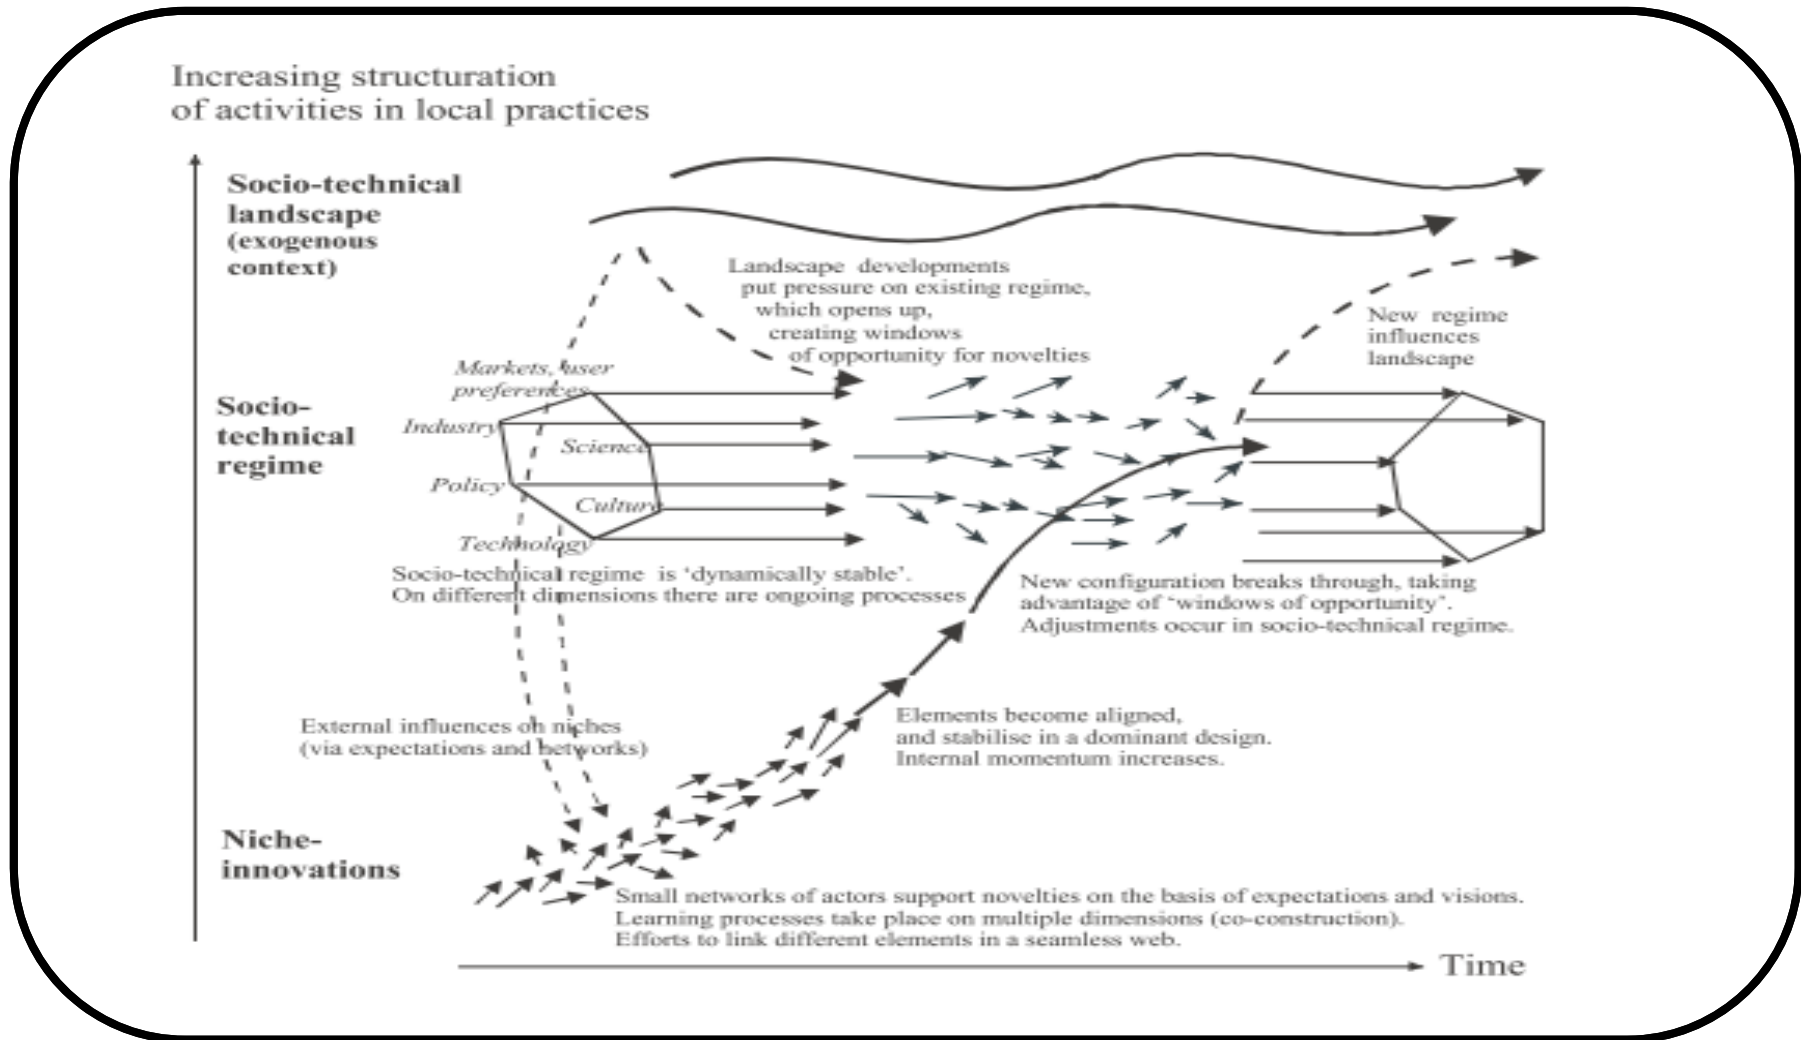 Increasing structuration
of activities in local practices
Socio-technical
landscape
(exogenous
context)
Landscape developments
put pressure on existing regime,
which opens up,
creating windows
of opportunity for novelties
New regime
influences
landscape
Markets, user
preferences
Socio-
technical
regime
Industry
Science
Policy
Culture
Technology
Socio-technical regime is ‘dynamically stable’.
On different dimensions there are ongoing processes
New configuration breaks through, taking
advantage of ‘windows of opportunity’.
Adjustments occur in socio-technical regime.
External influences on niches
(via expectations and networks)
Elements become aligned,
and stabilise in a dominant design.
Internal momentum increases.
Niche-
innovations
Small networks of actors support novelties on the basis of expectations and visions.
Learning processes take place on multiple dimensions (co-construction).
Efforts to link different elements in a seamless web.
Time